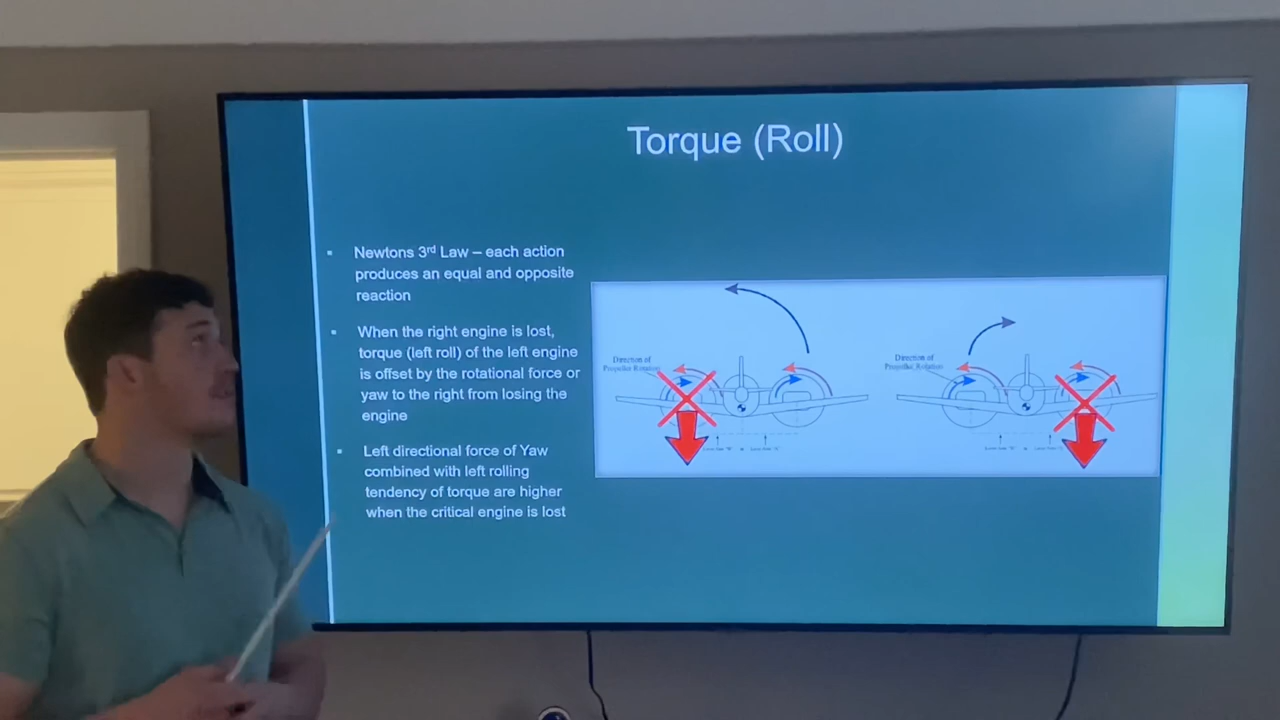 Torque (Roll)
Newtons 3rd Law – each action
produces an equal and opposite
reaction
When the right engine is lost,
torque (left roll) of the left engine
is offset by the rotational force or
yaw to the right from losing the
engine
Left directional force of Yaw
combined with left rolling
tendency of torque are higher
when the critical engine is lost
Direction of
Propeller Rotation
Direction of
Propeller Rotation